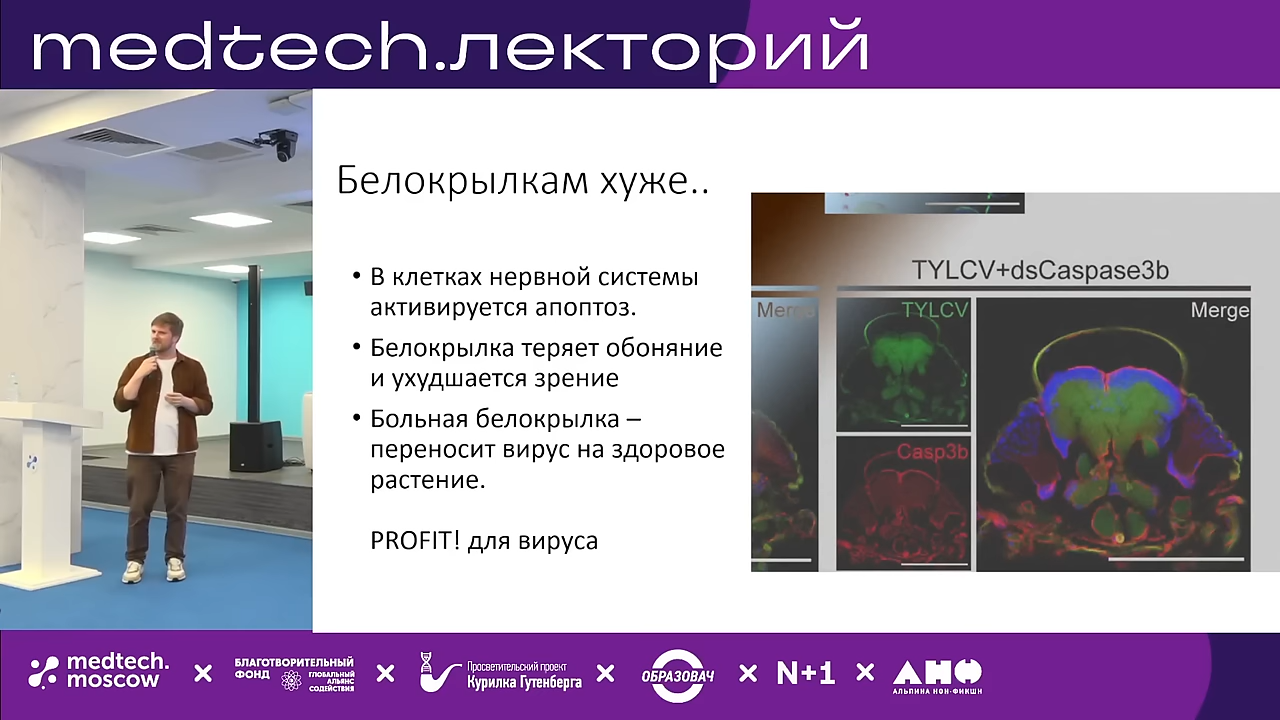 medtech.лекторий
Белокрылкам хуже..
• В клетках нервной системы
активируется апоптоз.
• Белокрылка теряет обоняние
и ухудшается зрение
• Больная белокрылка –
переносит вирус на здоровое
растение.
PROFIT! для вируса
TYLCV+dsCaspase3b
Merge
TYLCV
Casp3b
Merge
medtech.
moscow
×
БЛАГОТВОРИТЕЛЬНЫЙ
ФОНД
ГЛОБАЛЬНЫЙ
АЛЬЯНС
СОДЕЙСТВИЯ
×
Просветительский проект
Курилка Гутенберга
×
ОБРАЗОВАЧ
×
N+1
×
АНФ
АЛЬПИНА НОН-ФИКШН